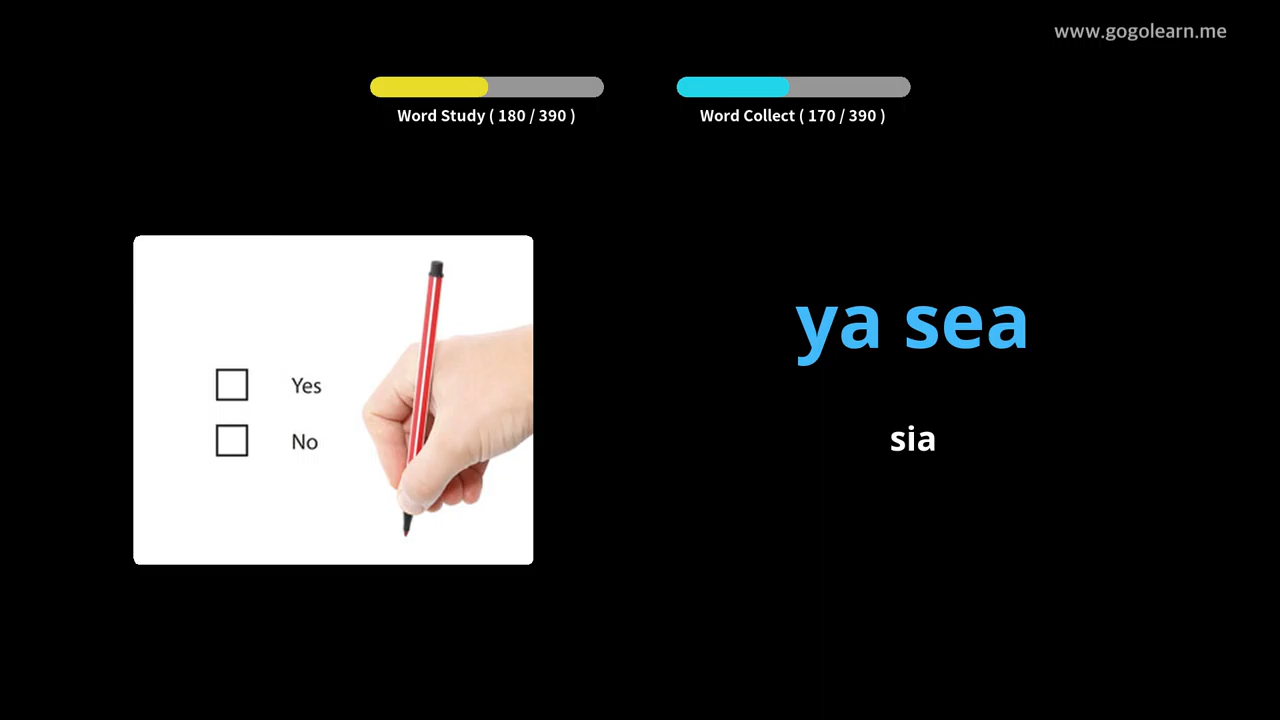 www.gogolearn.me
Word Study ( 180 / 390 )
Word Collect ( 170 / 390 )
Yes
No
ya sea
sia